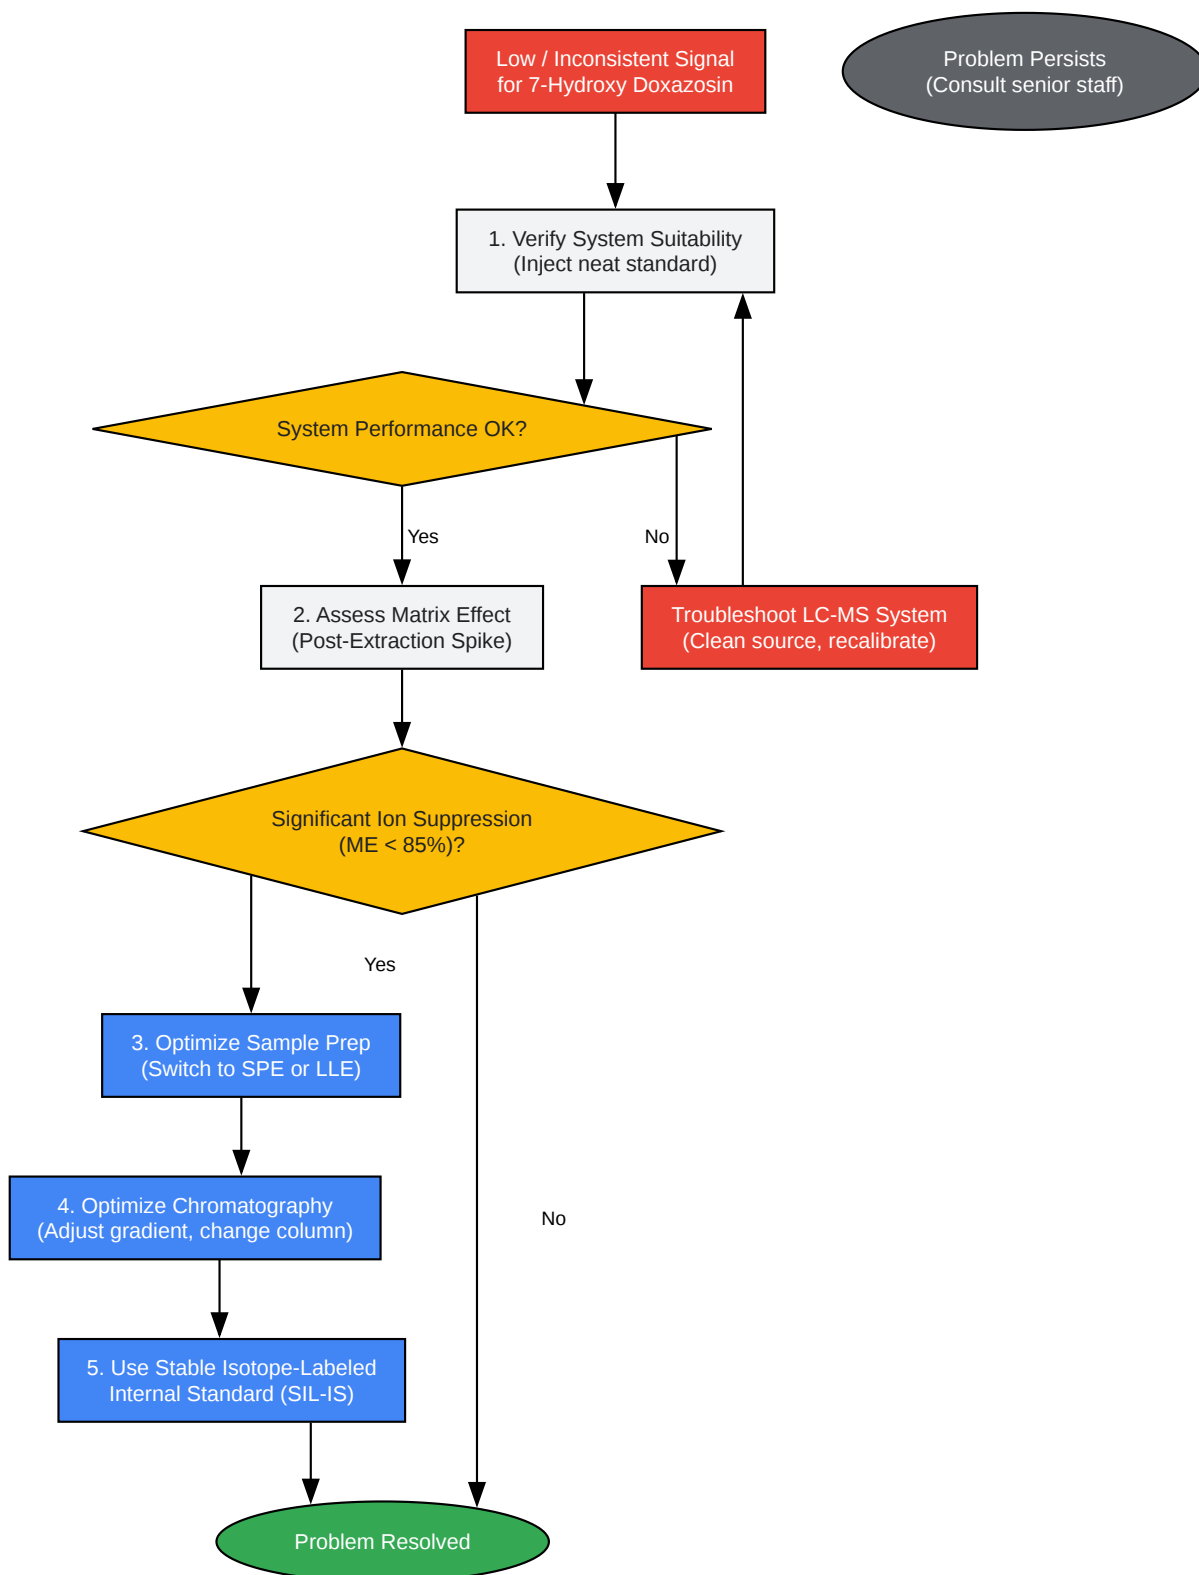 Low / Inconsistent Signal
for 7-Hydroxy Doxazosin
Problem Persists
(Consult senior staff)
1. Verify System Suitability
(Inject neat standard)
System Performance OK?
Yes
No
2. Assess Matrix Effect
(Post-Extraction Spike)
Troubleshoot LC-MS System
(Clean source, recalibrate)
Significant Ion Suppression
(ME < 85%)?
Yes
3. Optimize Sample Prep
(Switch to SPE or LLE)
4. Optimize Chromatography
(Adjust gradient, change column)
No
5. Use Stable Isotope-Labeled
Internal Standard (SIL-IS)
Problem Resolved